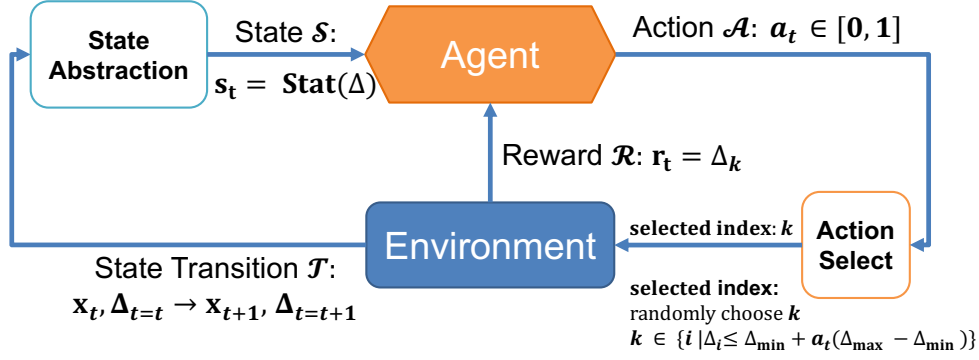 State
Abstraction
State 𝓢:
s_t = Stat(Δ)
Agent
Action 𝓐: a_t ∈ [0, 1]
Reward 𝓡: r_t = Δ_k
Environment
selected index: k
Action
Select
State Transition 𝓣:
x_t, Δ_{t=t} → x_{t+1}, Δ_{t=t+1}
selected index:
randomly choose k
k ∈ {i |Δ_i ≤ Δ_min + a_t(Δ_max − Δ_min )}